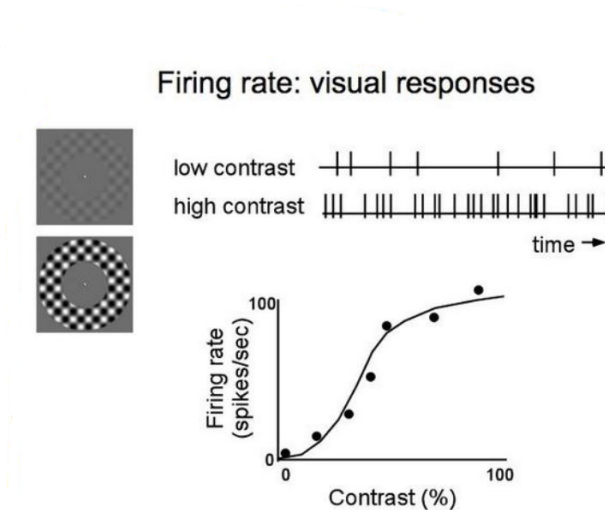 Firing rate: visual responses
low contrast
high contrast
time
100
Firing rate
(spikes/sec)
0
0
100
Contrast (%)